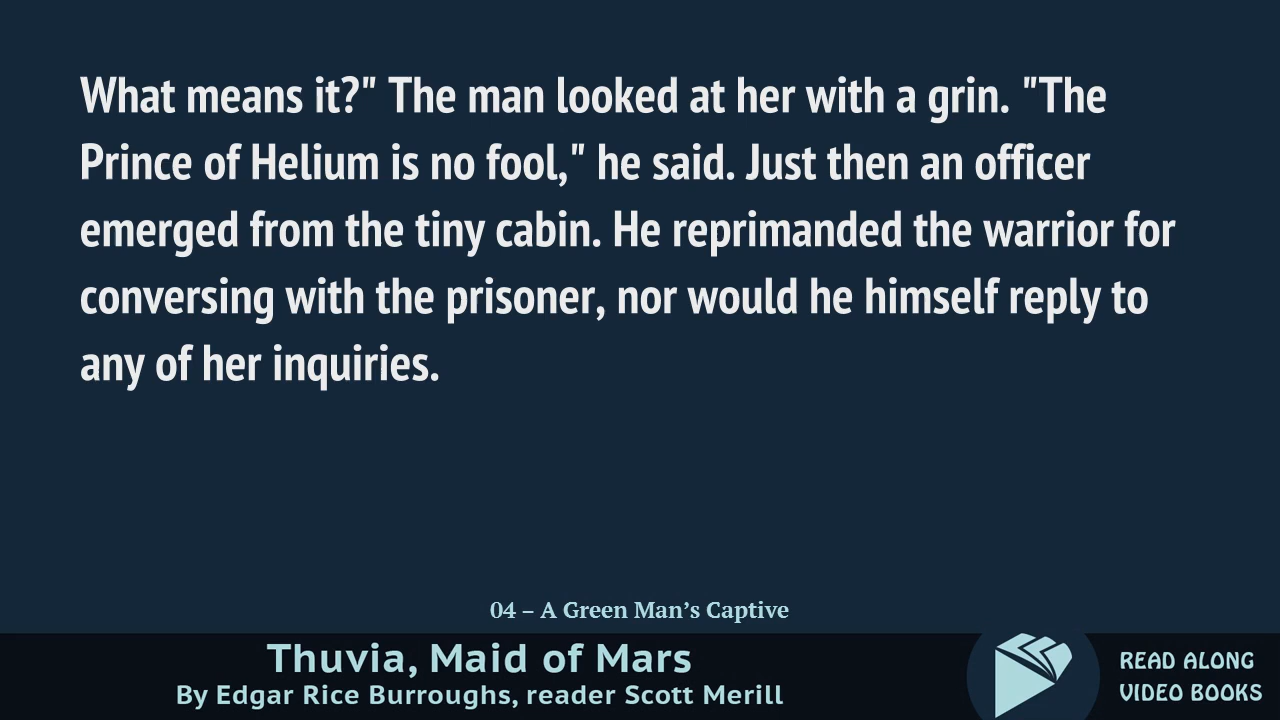 What means it?" The man looked at her with a grin. "The
Prince of Helium is no fool," he said. Just then an officer
emerged from the tiny cabin. He reprimanded the warrior for
conversing with the prisoner, nor would he himself reply to
any of her inquiries.
04 – A Green Man’s Captive
Thuvia, Maid of Mars
By Edgar Rice Burroughs, reader Scott Merill
READ ALONG
VIDEO BOOKS